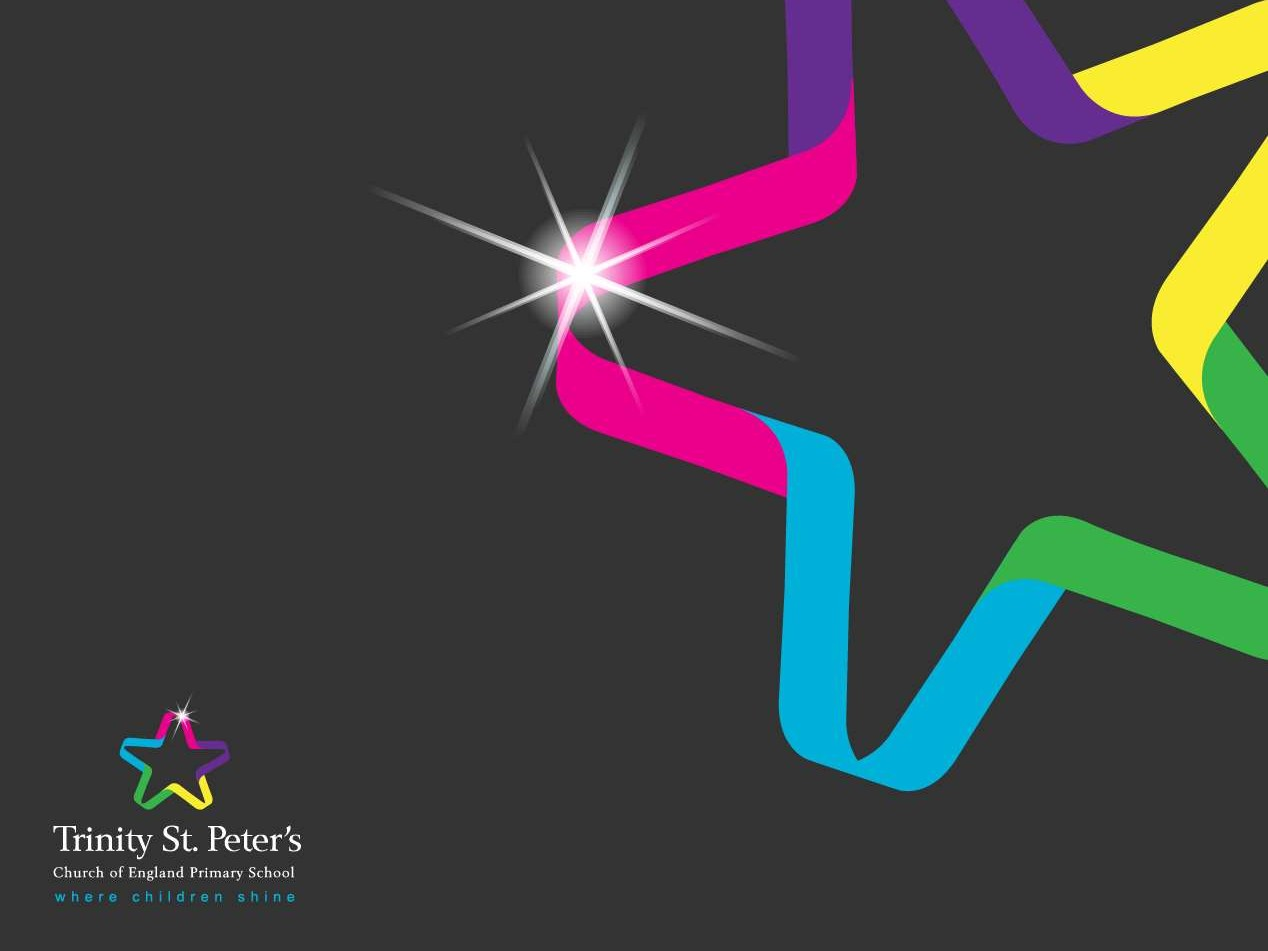 Trinity St. Peter's
Church of England Primary School
where children shine